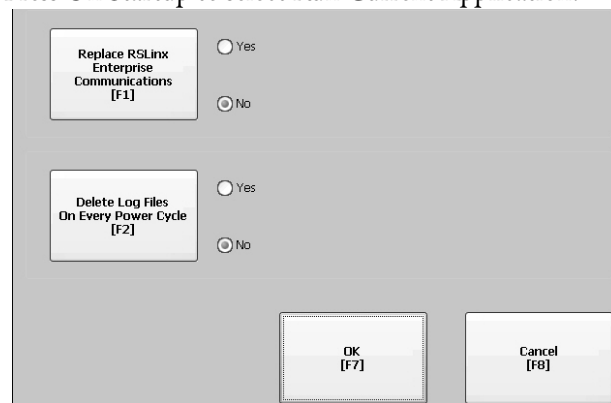 Replace RSLinx
Enterprise
Communications
[F1]
Yes
No
Delete Log Files
On Every Power Cycle
[F2]
Yes
No
OK
[F7]
Cancel
[F8]